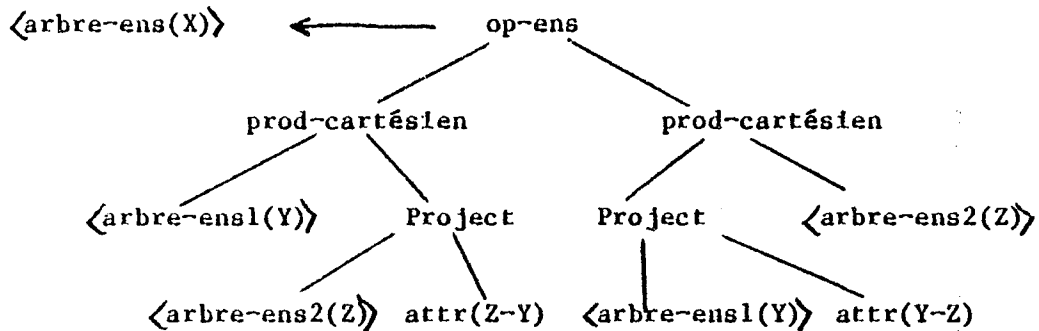 ⟨arbre-ens(X)⟩ op-ens
prod-cartésien prod-cartésien
⟨arbre-ens1(Y)⟩ Project Project ⟨arbre-ens2(Z)⟩
⟨arbre-ens2(Z)⟩ attr(Z-Y) ⟨arbre-ens1(Y)⟩ attr(Y-Z)